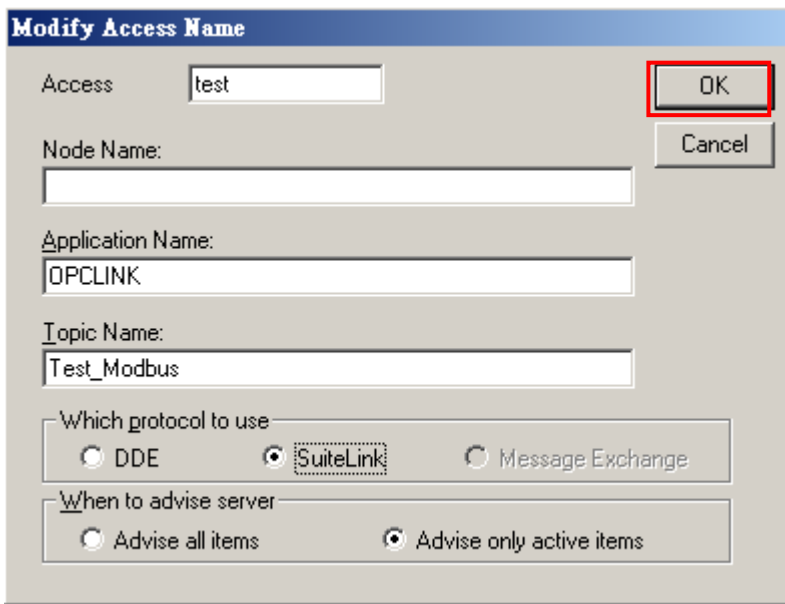 Modify Access Name
Access test OK
Cancel
Node Name:
Application Name:
OPCLINK
Topic Name:
Test_Modbus
Which protocol to use
DDE SuiteLink Message Exchange
When to advise server
Advise all items Advise only active items